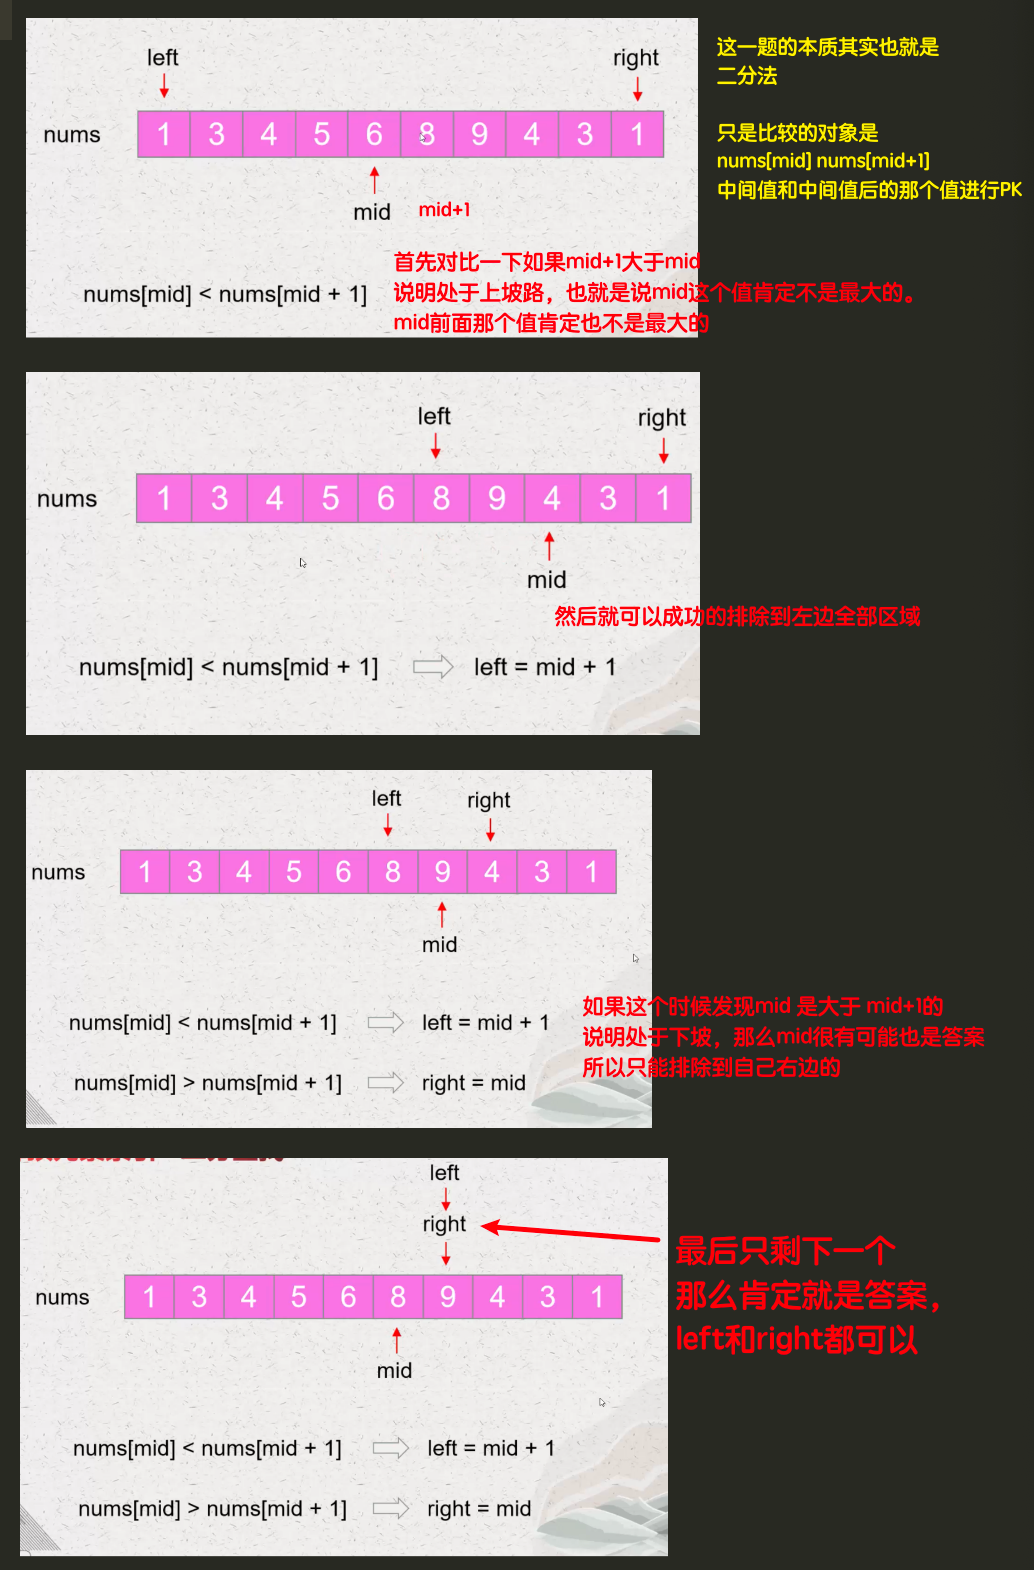 left
right
nums
1 3 4 5 6 8 9 4 3 1
mid
mid+1
nums[mid] < nums[mid + 1]
首先对比一下如果mid+1大于mid
说明处于上坡路，也就是说mid这个值肯定不是最大的。
mid前面那个值肯定也不是最大的
这一题的本质其实也就是
二分法
只是比较的对象是
nums[mid] nums[mid+1]
中间值和中间值后的那个值进行PK
left
right
nums
1 3 4 5 6 8 9 4 3 1
mid
然后就可以成功的排除到左边全部区域
nums[mid] < nums[mid + 1]
left = mid + 1
left
right
nums
1 3 4 5 6 8 9 4 3 1
mid
nums[mid] < nums[mid + 1]
left = mid + 1
nums[mid] > nums[mid + 1]
right = mid
如果这个时候发现mid 是大于 mid+1的
说明处于下坡，那么mid很有可能也是答案
所以只能排除到自己右边的
left
right
nums
1 3 4 5 6 8 9 4 3 1
mid
最后只剩下一个
那么肯定就是答案，
left和right都可以
nums[mid] < nums[mid + 1]
left = mid + 1
nums[mid] > nums[mid + 1]
right = mid